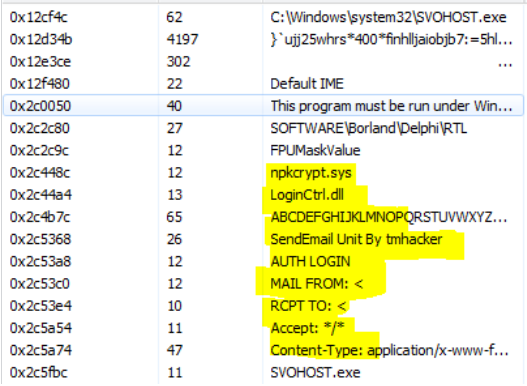 0x12cf4c 62 C:\Windows\system32\SVOHOST.exe
0x12d34b 4197 }`ujj25whrs*400*finhlljaiobjb7:=5hl...
0x12e3ce 302 ...
0x12f480 22 Default IME
0x2c0050 40 This program must be run under Win...
0x2c2c80 27 SOFTWARE\Borland\Delphi\RTL
0x2c2c9c 12 FPUMaskValue
0x2c448c 12 npkcrypt.sys
0x2c44a4 13 LoginCtrl.dll
0x2c4b7c 65 ABCDEFGHIJKLMNOPQRSTUVWXYZ...
0x2c5368 26 SendEmail Unit By tmhacker
0x2c53a8 12 AUTH LOGIN
0x2c53c0 12 MAIL FROM: <
0x2c53e4 10 RCPT TO: <
0x2c5a54 11 Accept: */*
0x2c5a74 47 Content-Type: application/x-www-f...
0x2c5fbc 11 SVOHOST.exe